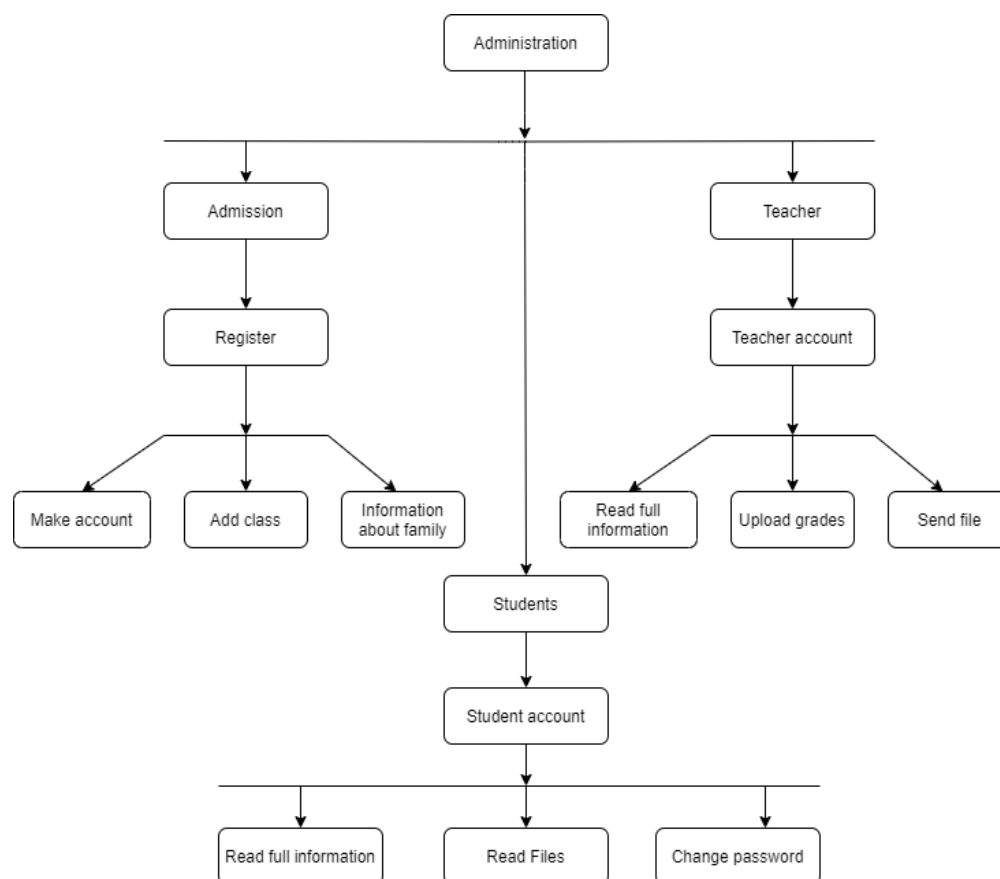 Administration
Admission
Teacher
Register
Teacher account
Make account
Add class
Information
about family
Read full
information
Upload grades
Send file
Students
Student account
Read full information
Read Files
Change password